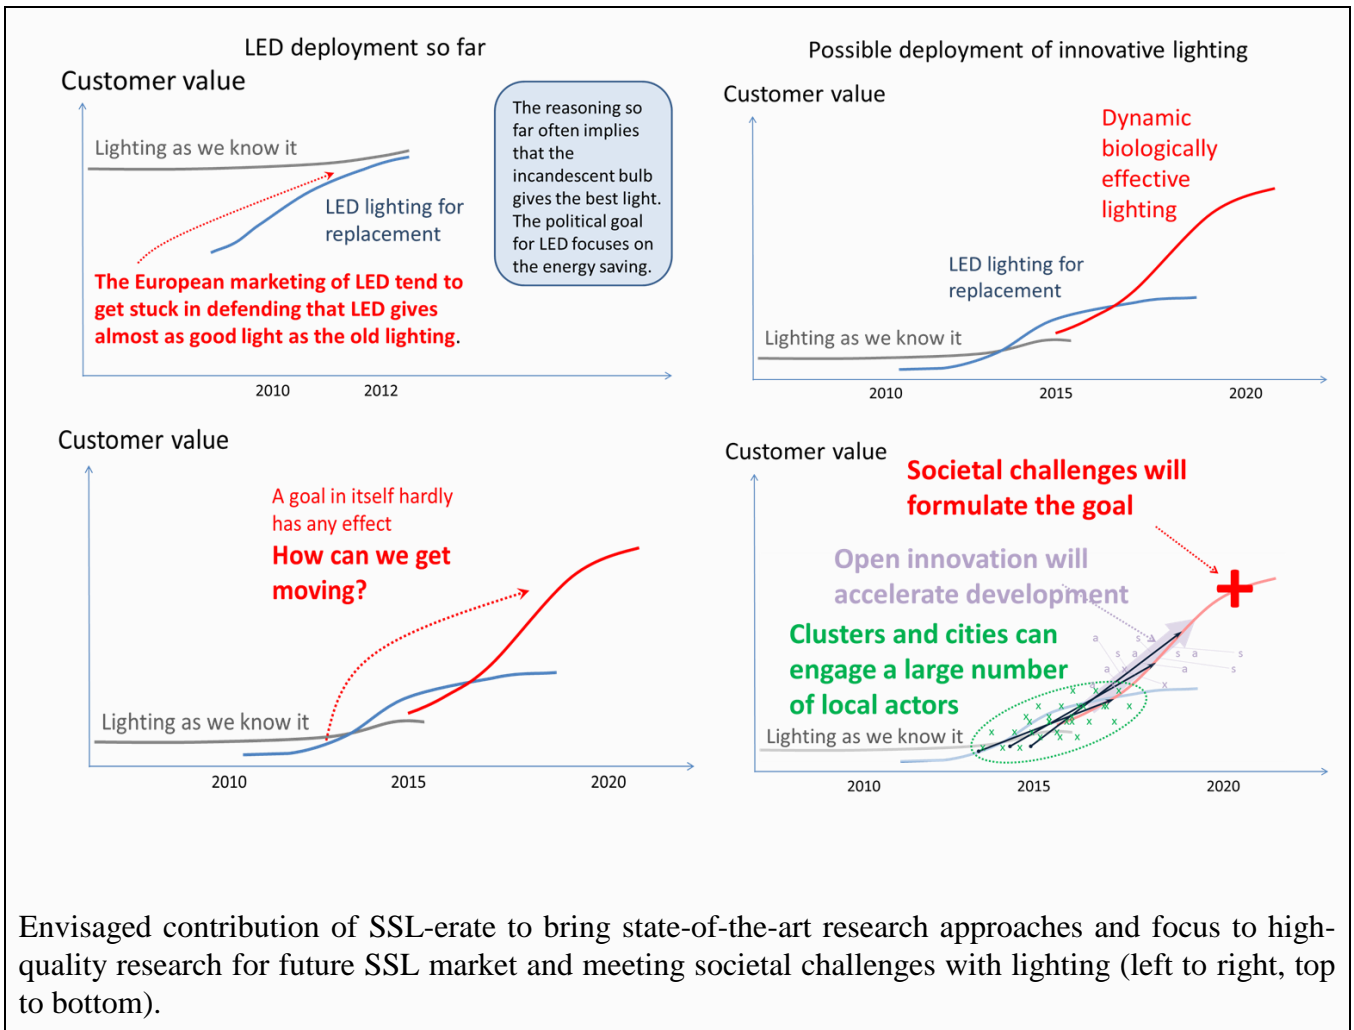 LED deployment so far
Customer value
Lighting as we know it
LED lighting for
replacement
The European marketing of LED tend to
get stuck in defending that LED gives
almost as good light as the old lighting.
2010
2012
The reasoning so
far often implies
that the
incandescent bulb
gives the best light.
The political goal
for LED focuses on
the energy saving.
Possible deployment of innovative lighting
Customer value
Dynamic
biologically
effective
lighting
LED lighting for
replacement
Lighting as we know it
2010
2015
2020
Customer value
A goal in itself hardly
has any effect
How can we get
moving?
Lighting as we know it
2010
2015
2020
Customer value
Societal challenges will
formulate the goal
Open innovation will
accelerate development
Clusters and cities can
engage a large number
of local actors
Lighting as we know it
2010
2015
2020
Envisaged contribution of SSL-erate to bring state-of-the-art research approaches and focus to high-
quality research for future SSL market and meeting societal challenges with lighting (left to right, top
to bottom).